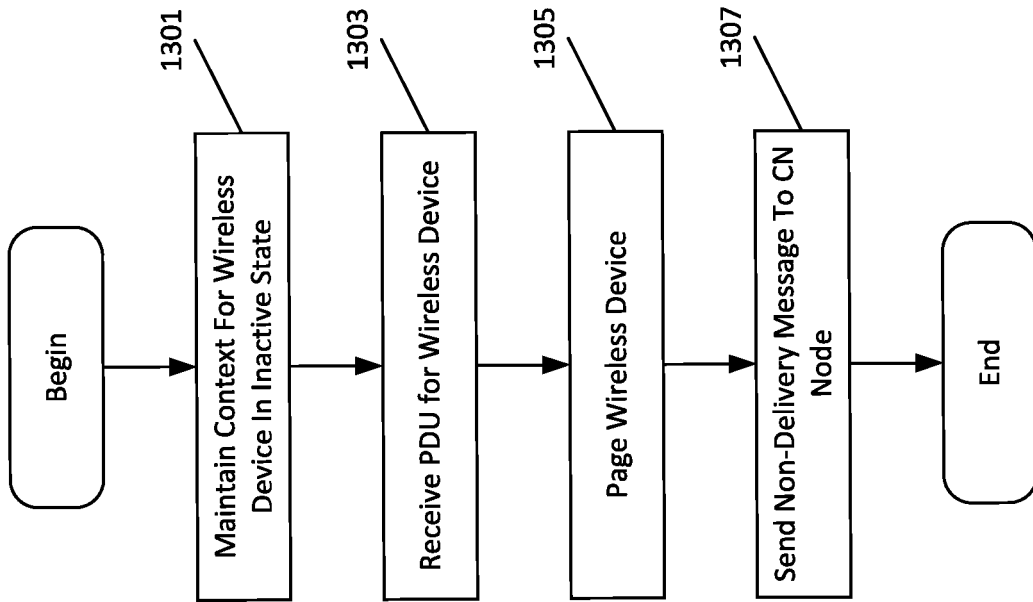 Begin
1301
Maintain Context For Wireless
Device In Inactive State
1303
Receive PDU for Wireless Device
1305
Page Wireless Device
1307
Send Non-Delivery Message To CN
Node
End